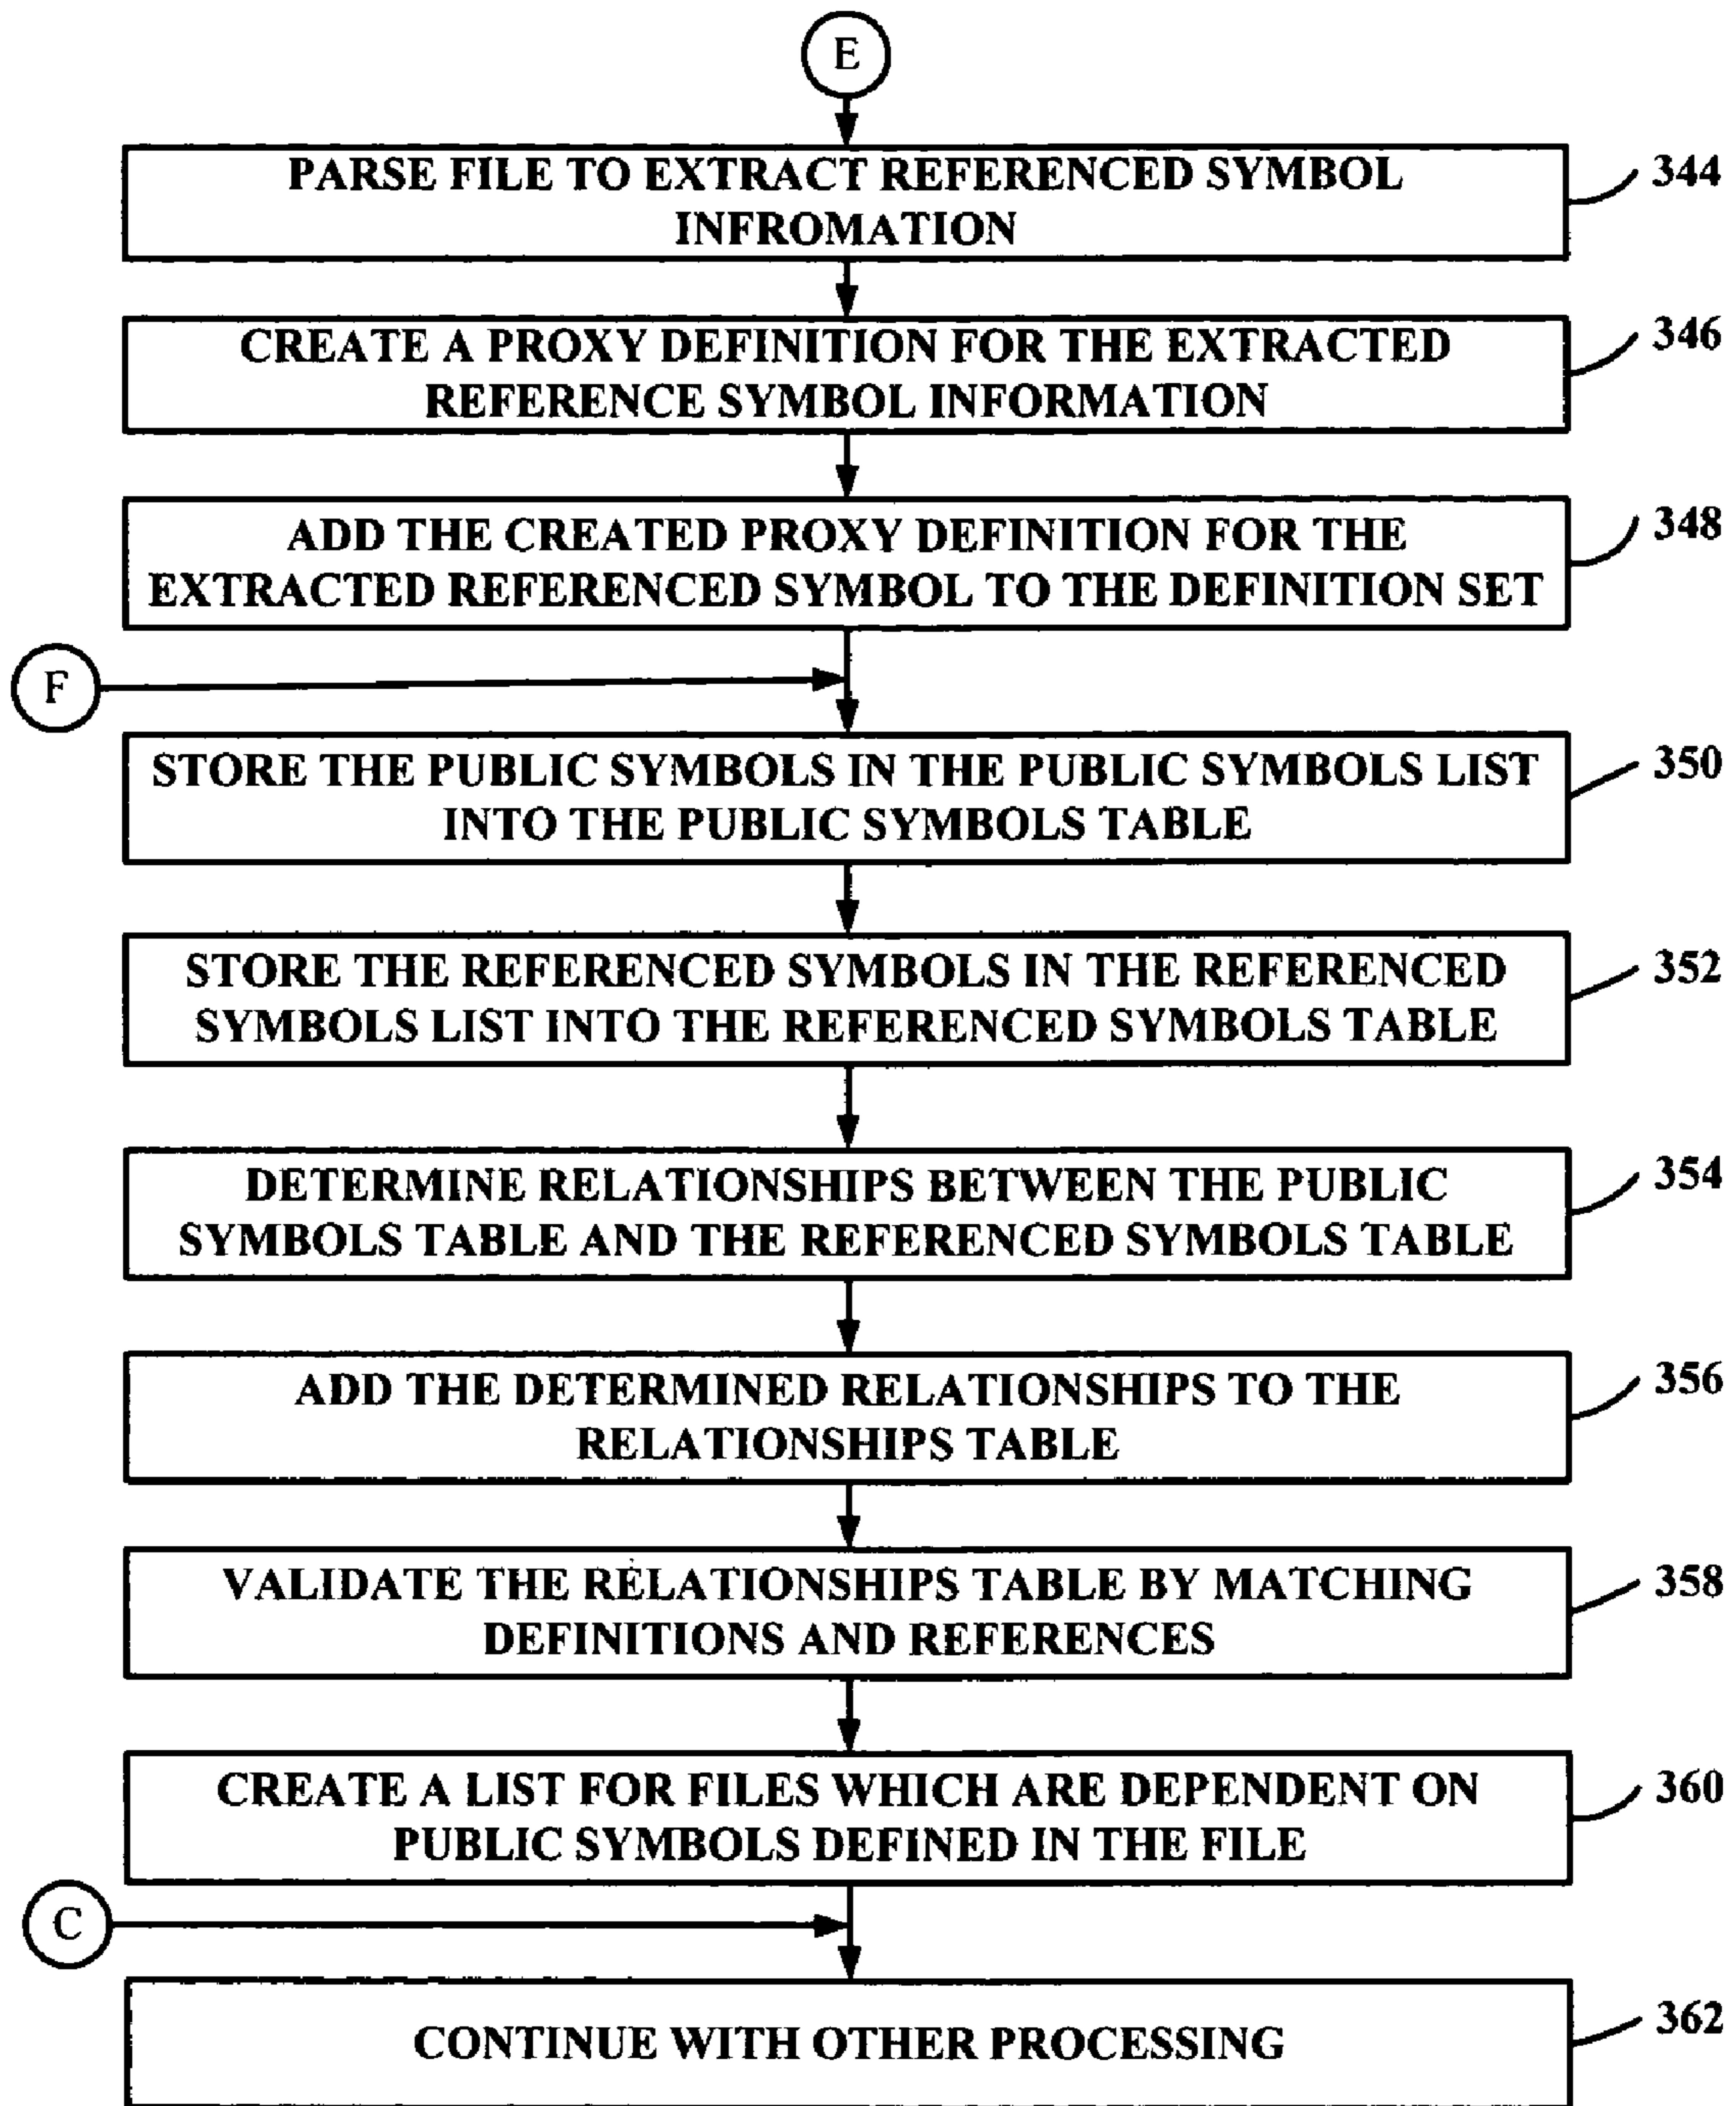 E
PARSE FILE TO EXTRACT REFERENCED SYMBOL
INFROMATION
344
CREATE A PROXY DEFINITION FOR THE EXTRACTED
REFERENCE SYMBOL INFORMATION
346
ADD THE CREATED PROXY DEFINITION FOR THE
EXTRACTED REFERENCED SYMBOL TO THE DEFINITION SET
348
F
STORE THE PUBLIC SYMBOLS IN THE PUBLIC SYMBOLS LIST
INTO THE PUBLIC SYMBOLS TABLE
350
STORE THE REFERENCED SYMBOLS IN THE REFERENCED
SYMBOLS LIST INTO THE REFERENCED SYMBOLS TABLE
352
DETERMINE RELATIONSHIPS BETWEEN THE PUBLIC
SYMBOLS TABLE AND THE REFERENCED SYMBOLS TABLE
354
ADD THE DETERMINED RELATIONSHIPS TO THE
RELATIONSHIPS TABLE
356
VALIDATE THE RELATIONSHIPS TABLE BY MATCHING
DEFINITIONS AND REFERENCES
358
CREATE A LIST FOR FILES WHICH ARE DEPENDENT ON
PUBLIC SYMBOLS DEFINED IN THE FILE
360
C
CONTINUE WITH OTHER PROCESSING
362